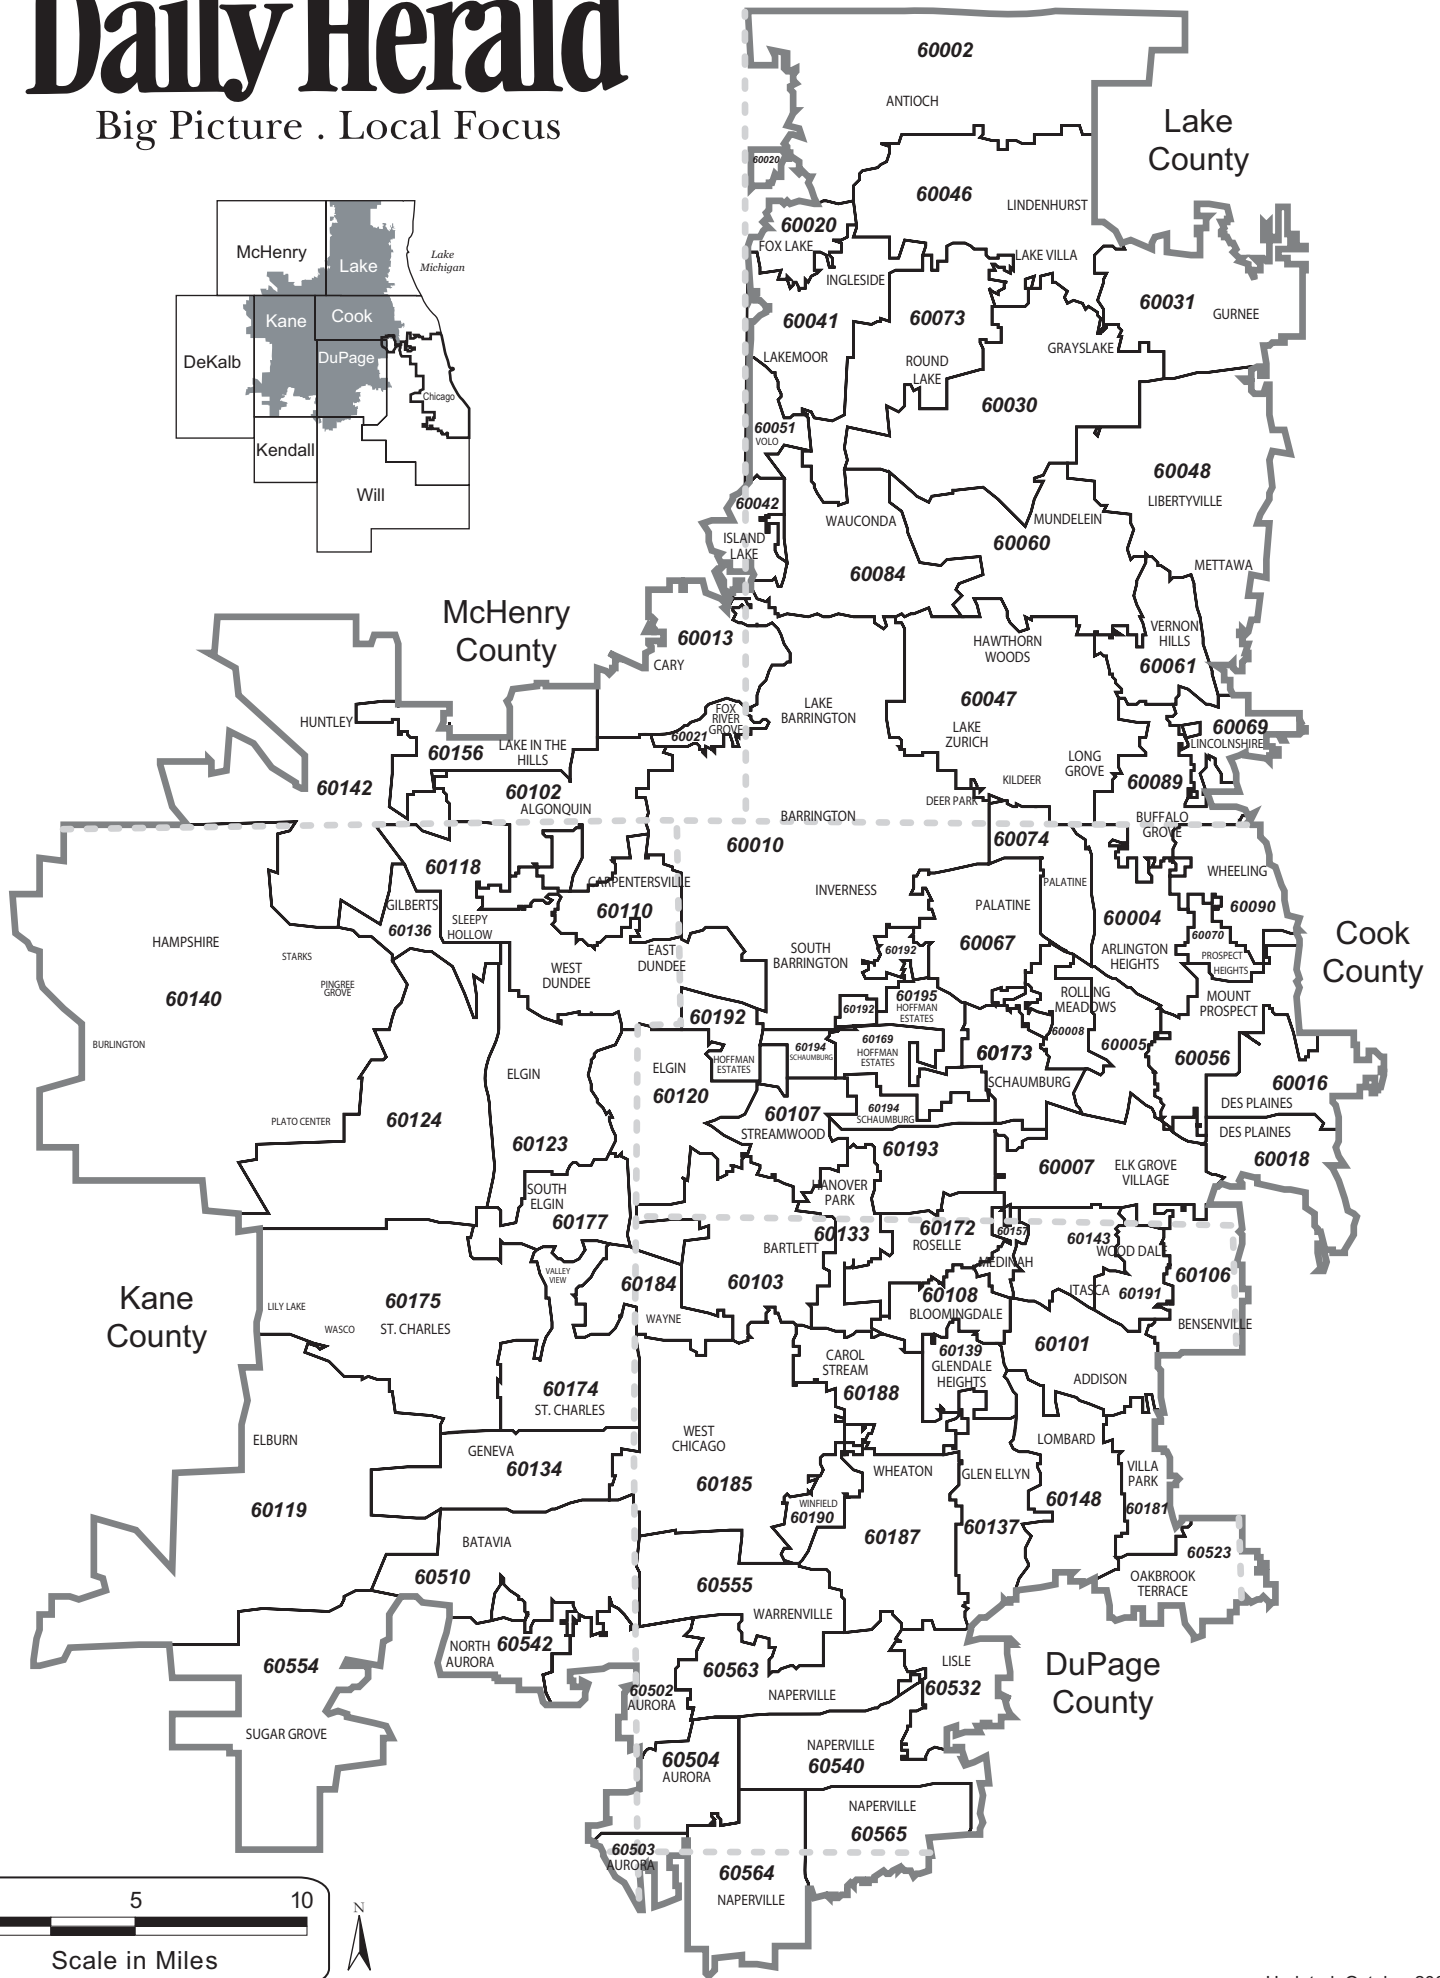 Daily Herald
Big Picture . Local Focus
McHenry
Lake
Lake
Michigan
Kane
Cook
DeKalb
DuPage
Chicago
Kendall
Will
60002
ANTIOCH
Lake
County
60020
60046
LINDENHURST
60020
FOX LAKE
LAKE VILLA
INGLESIDE
60031
GURNEE
60041
60073
LAKEMOOR
GRAYSLAKE
ROUND
LAKE
60030
60051
VOLO
60048
LIBERTYVILLE
60042
WAUCONDA
MUNDELEIN
ISLAND
LAKE
60060
METTAWA
60084
McHenry
County
60013
CARY
VERNON
HILLS
HAWTHORN
WOODS
60061
60047
LAKE
BARRINGTON
FOX
RIVER
GROVE
60021
HUNTLEY
60156
LAKE IN THE
HILLS
LAKE
ZURICH
60069
LINCOLNSHIRE
LONG
GROVE
KILDEER
60089
60142
60102
ALGONQUIN
DEER PARK
BARRINGTON
BUFFALO
GROVE
60010
60074
60118
CARPENTERSVILLE
WHEELING
INVERNESS
PALATINE
GILBERTS
60136
SLEEPY
HOLLOW
60110
PALATINE
60004
60090
HAMPSHIRE
60067
60070
Cook
County
STARKS
EAST
DUNDEE
SOUTH
BARRINGTON
60192
ARLINGTON
HEIGHTS
PROSPECT
HEIGHTS
WEST
DUNDEE
PINGREE
GROVE
60140
60195
HOFFMAN
ESTATES
ROLLING
MEADOWS
MOUNT
PROSPECT
60192
60192
BURLINGTON
60194
SCHAUMBURG
60169
HOFFMAN
ESTATES
60008
60005
60173
60056
ELGIN
ELGIN
HOFFMAN
ESTATES
SCHAUMBURG
60016
60120
DES PLAINES
PLATO CENTER
60124
60107
STREAMWOOD
60194
SCHAUMBURG
60123
60193
DES PLAINES
60018
60007
ELK GROVE
VILLAGE
SOUTH
ELGIN
HANOVER
PARK
60177
60133
60172
ROSELLE
60157
60143
WOOD DALE
BARTLETT
MEDINAH
VALLEY
VIEW
60184
60103
60106
Kane
County
ITASCA
60191
60108
BLOOMINGDALE
LILY LAKE
60175
ST. CHARLES
WASCO
WAYNE
BENSENVILLE
60101
CAROL
STREAM
60139
GLENDALE
HEIGHTS
60188
ADDISON
60174
ST. CHARLES
ELBURN
WEST
CHICAGO
LOMBARD
GENEVA
60134
WHEATON
GLEN ELLYN
VILLA
PARK
60185
60148
60119
WINFIELD
60190
60181
60187
60137
BATAVIA
60523
60510
60555
OAKBROOK
TERRACE
WARRENVILLE
NORTH
AURORA
60542
60554
60563
LISLE
DuPage
County
60502
AURORA
NAPERVILLE
60532
SUGAR GROVE
NAPERVILLE
60504
AURORA
60540
NAPERVILLE
60565
60503
AURORA
60564
NAPERVILLE
5 10
Scale in Miles
N